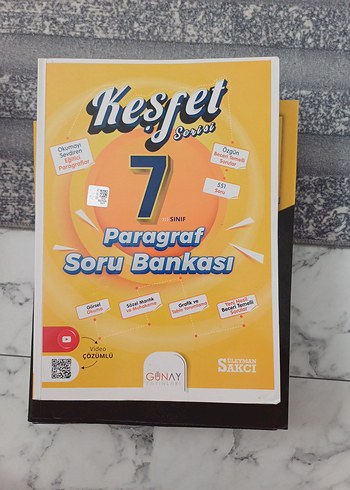 Keşfet
Serisi
Okumayı
Sevdiren
Eğitici
Paragraflar
Özgün
Beceri Temelli
Sorular
551
Soru
7
SINIF
Paragraf
Soru Bankası
Görsel
Okuma
Sözel Mantık
ve Muhakeme
Grafik ve
Tablo Yorumlama
Yeni Nesil
Beceri Temelli
Sorular
Video
ÇÖZÜMLÜ
GÜNAY
YAYINLARI
SÜLEYMAN
SAKCI